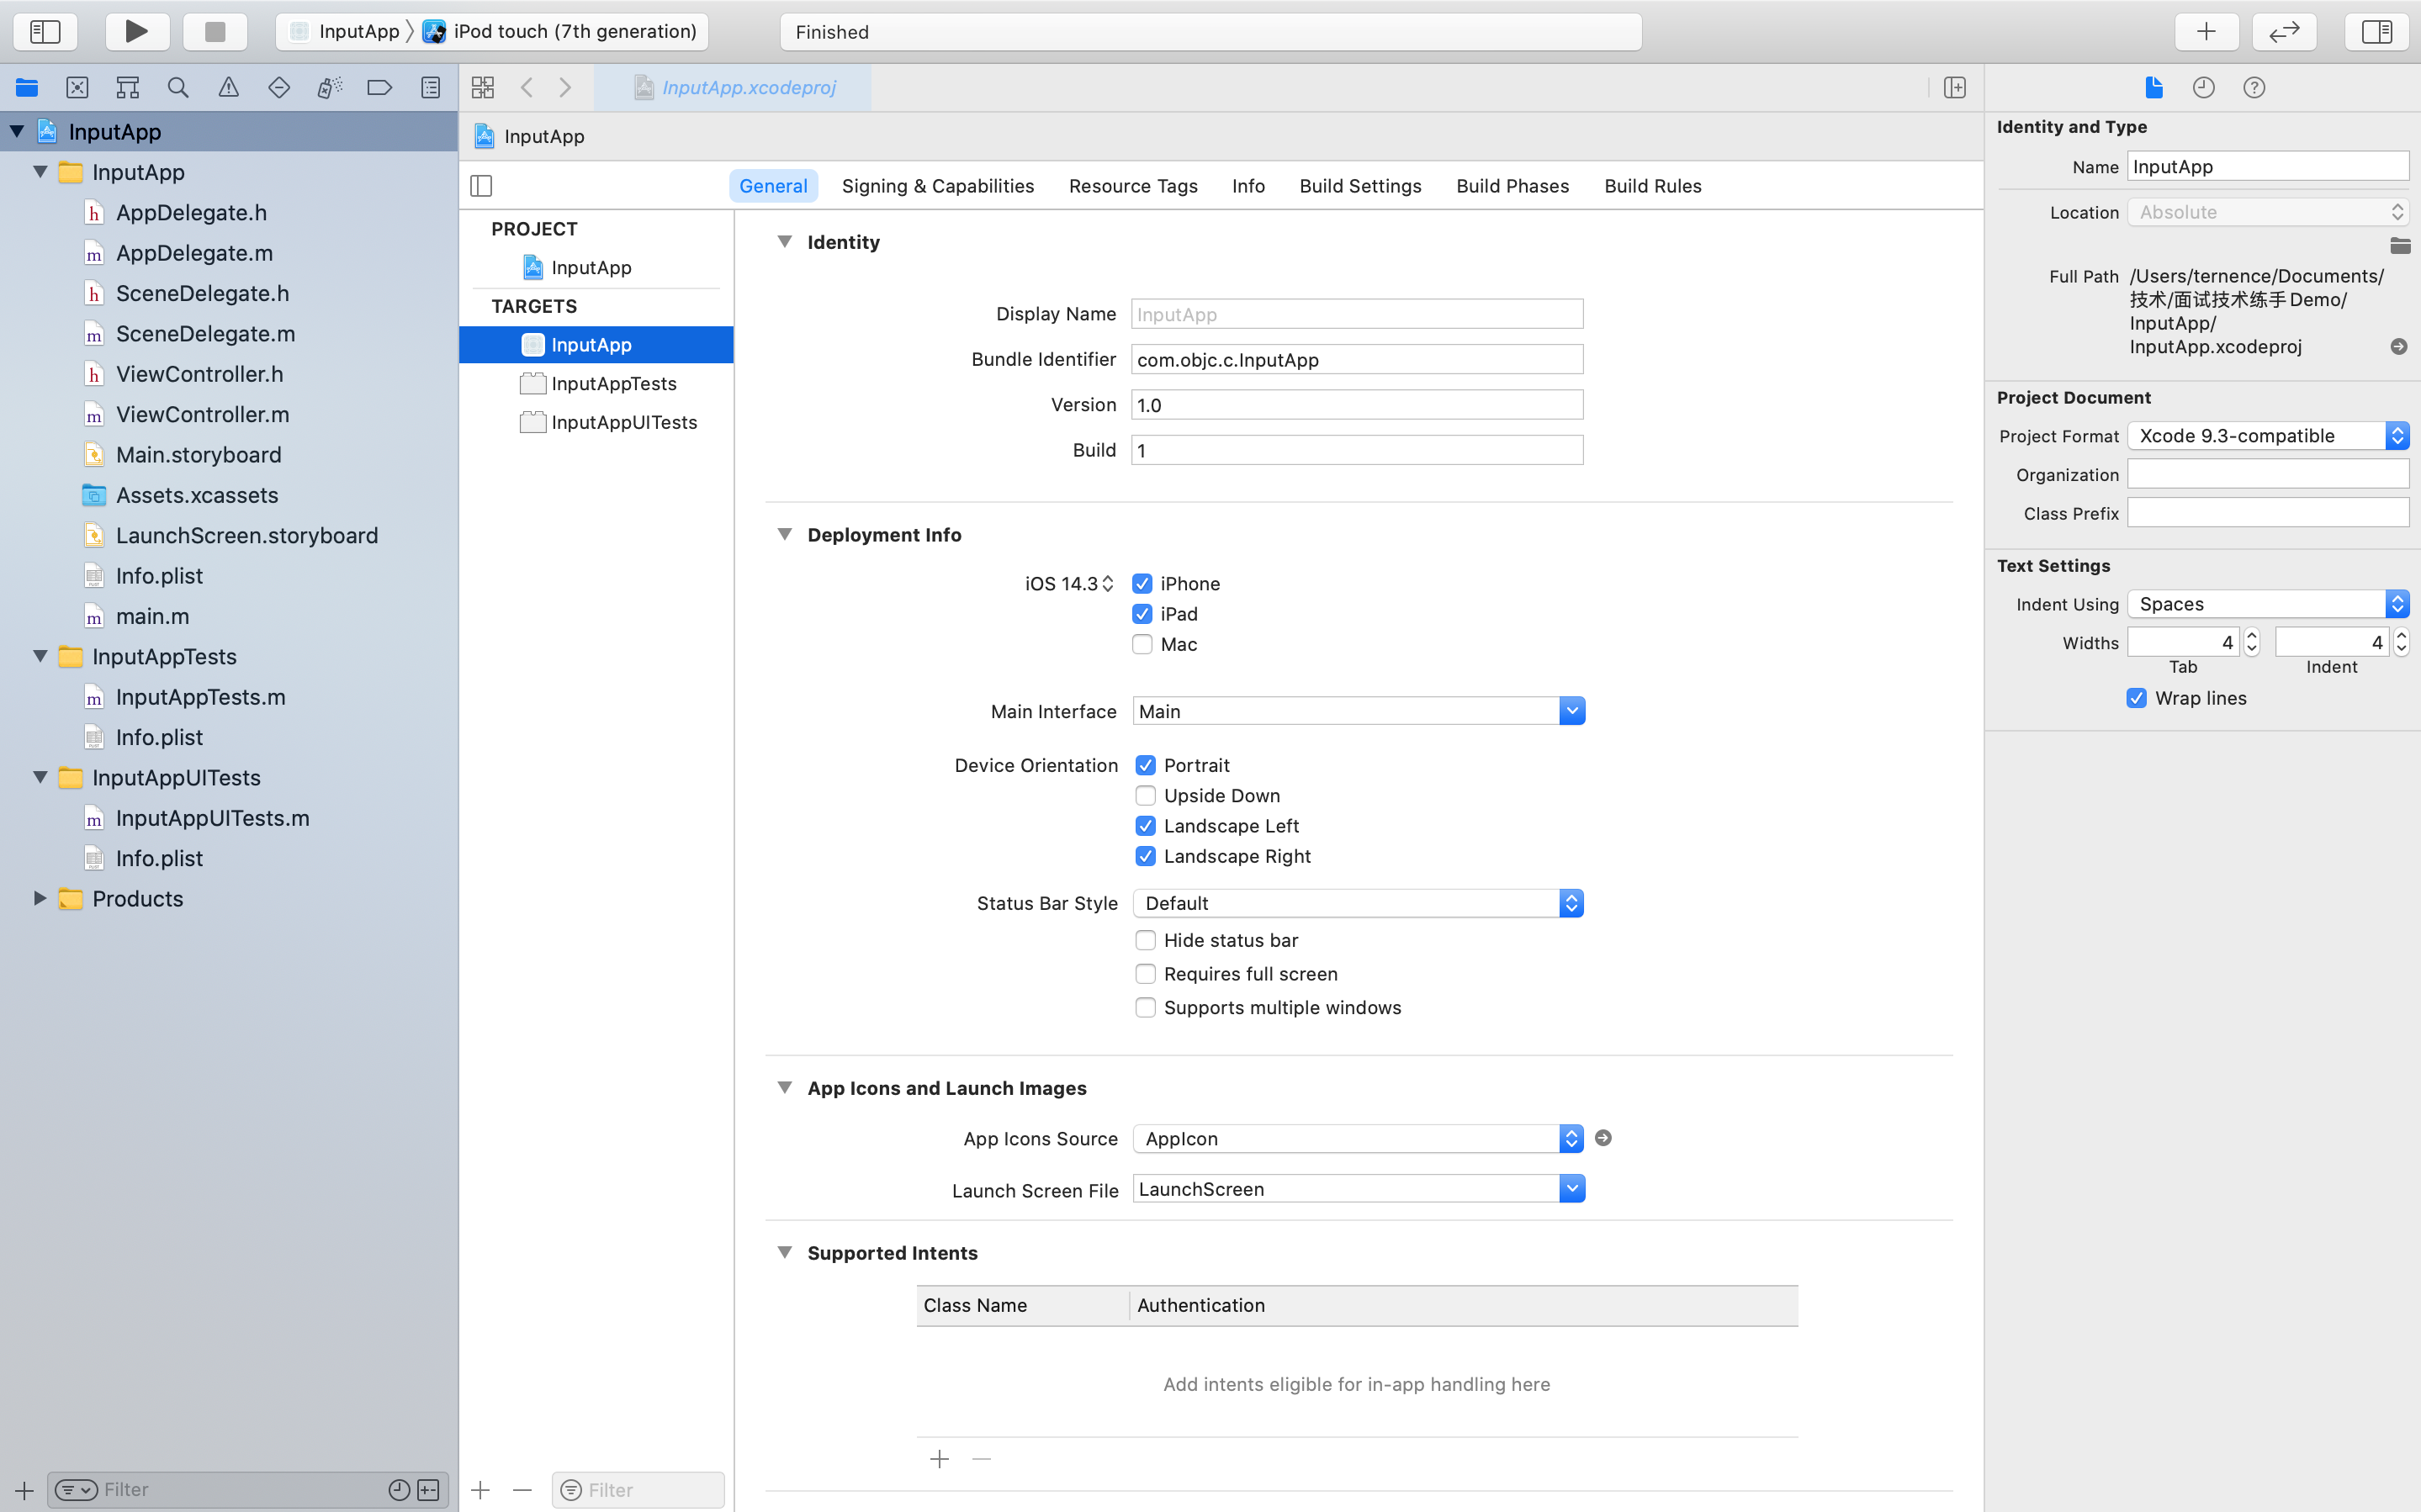 InputApp
iPod touch (7th generation)
Finished
InputApp
InputApp
AppDelegate.h
AppDelegate.m
SceneDelegate.h
SceneDelegate.m
ViewController.h
ViewController.m
Main.storyboard
Assets.xcassets
LaunchScreen.storyboard
Info.plist
main.m
InputAppTests
InputAppTests.m
Info.plist
InputAppUITests
InputAppUITests.m
Info.plist
Products
Filter
InputApp.xcodeproj
InputApp
General
Signing & Capabilities
Resource Tags
Info
Build Settings
Build Phases
Build Rules
PROJECT
InputApp
TARGETS
InputApp
InputAppTests
InputAppUITests
Filter
Identity
Display Name InputApp
Bundle Identifier com.objc.c.InputApp
Version 1.0
Build 1
Deployment Info
iOS 14.3 iPhone
iPad
Mac
Main Interface Main
Device Orientation Portrait
Upside Down
Landscape Left
Landscape Right
Status Bar Style Default
Hide status bar
Requires full screen
Supports multiple windows
App Icons and Launch Images
App Icons Source AppIcon
Launch Screen File LaunchScreen
Supported Intents
Class Name Authentication
Add intents eligible for in-app handling here
Identity and Type
Name InputApp
Location Absolute
Full Path /Users/ternence/Documents/
技术/面试技术练手Demo/
InputApp/
InputApp.xcodeproj
Project Document
Project Format Xcode 9.3-compatible
Organization
Class Prefix
Text Settings
Indent Using Spaces
Widths 4 4
Tab Indent
Wrap lines